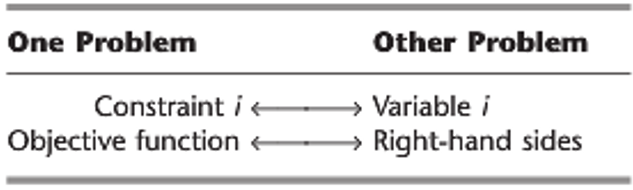 One Problem Other Problem
Constraint i ⟷ Variable i
Objective function ⟷ Right-hand sides